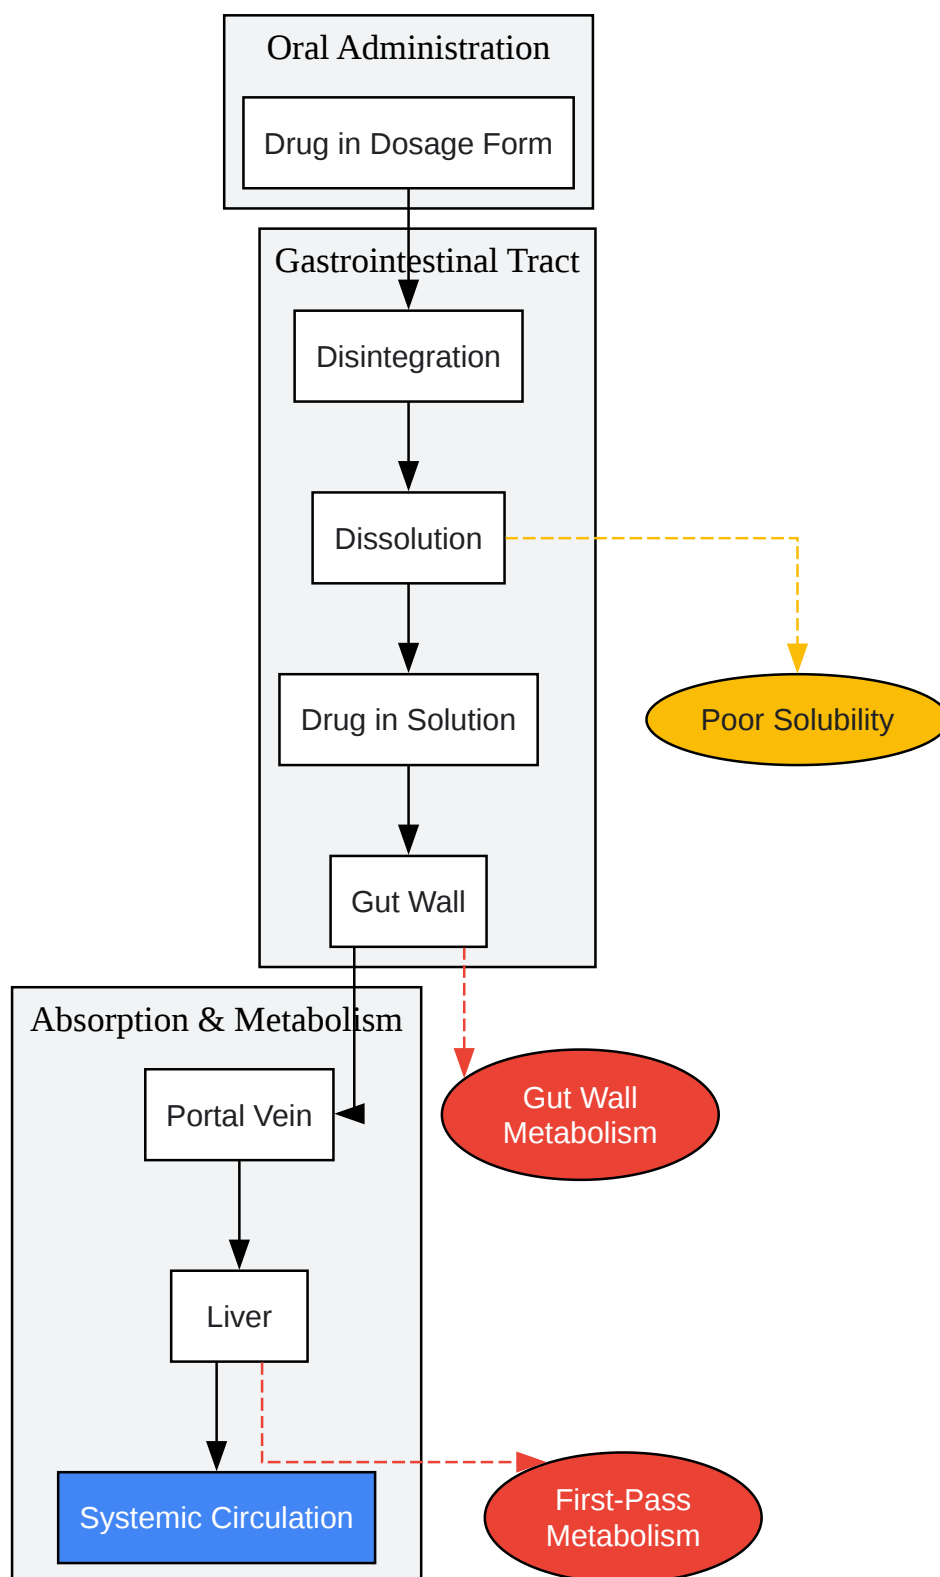 Oral Administration
Drug in Dosage Form
Gastrointestinal Tract
Disintegration
Dissolution
Drug in Solution
Poor Solubility
Gut Wall
Absorption & Metabolism
Portal Vein
Gut Wall
Metabolism
Liver
Systemic Circulation
First-Pass
Metabolism